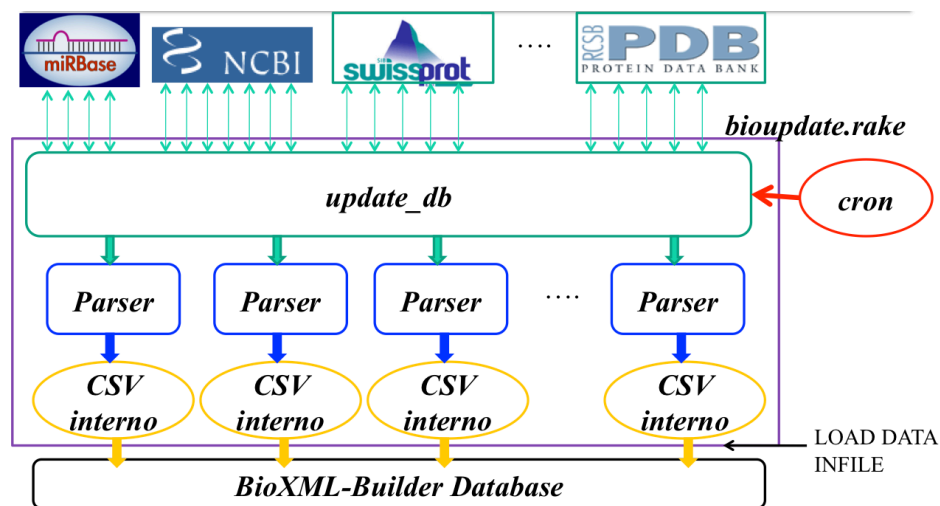 miRBase
NCBI
SIB
swissprot
....
RCSB
PDB
PROTEIN DATA BANK
bioupdate.rake
update_db
cron
Parser
Parser
Parser
....
Parser
CSV
interno
CSV
interno
CSV
interno
CSV
interno
LOAD DATA
INFILE
BioXML-Builder Database